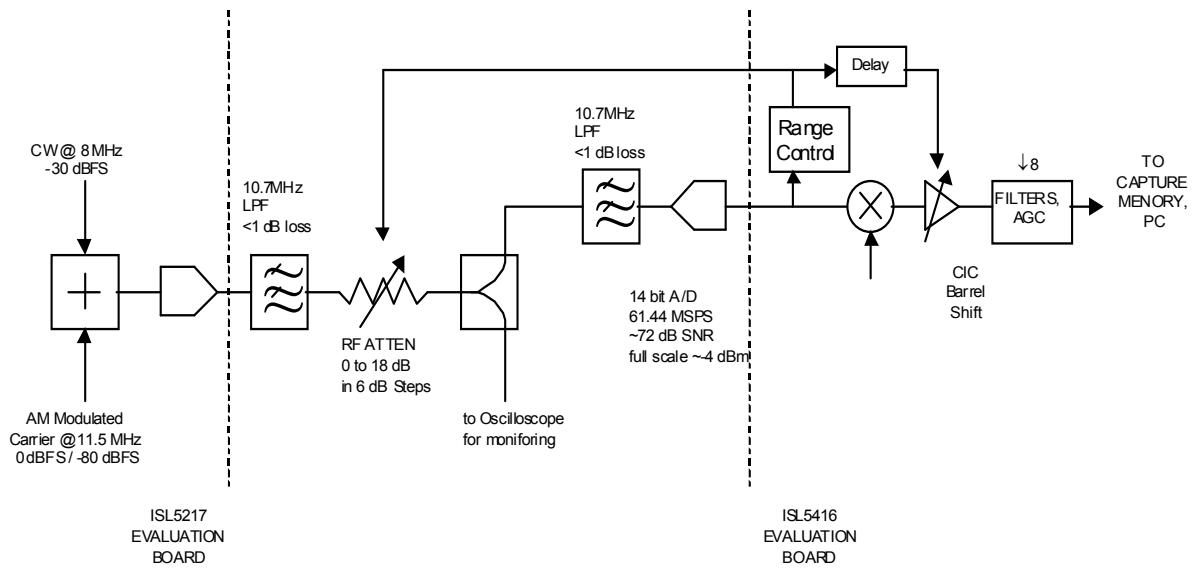 CW @ 8 MHz
-30 dBFS
AM Modulated
Carrier @11.5 MHz
0dBFS / -80 dBFS
ISL5217
EVALUATION
BOARD
10.7MHz
LPF
<1 dB loss
RF ATTEN
0 to 18 dB
in 6 dB Steps
to Oscilloscope
for moniforing
10.7MHz
LPF
<1 dB loss
14 bit A/D
61.44 MSPS
~72 dB SNR
full scale ~-4 dBm
Delay
Range
Control
CIC
Barrel
Shift
↓8
FILTERS,
AGC
TO
CAPTURE
MENORY,
PC
ISL5416
EVALUATION
BOARD